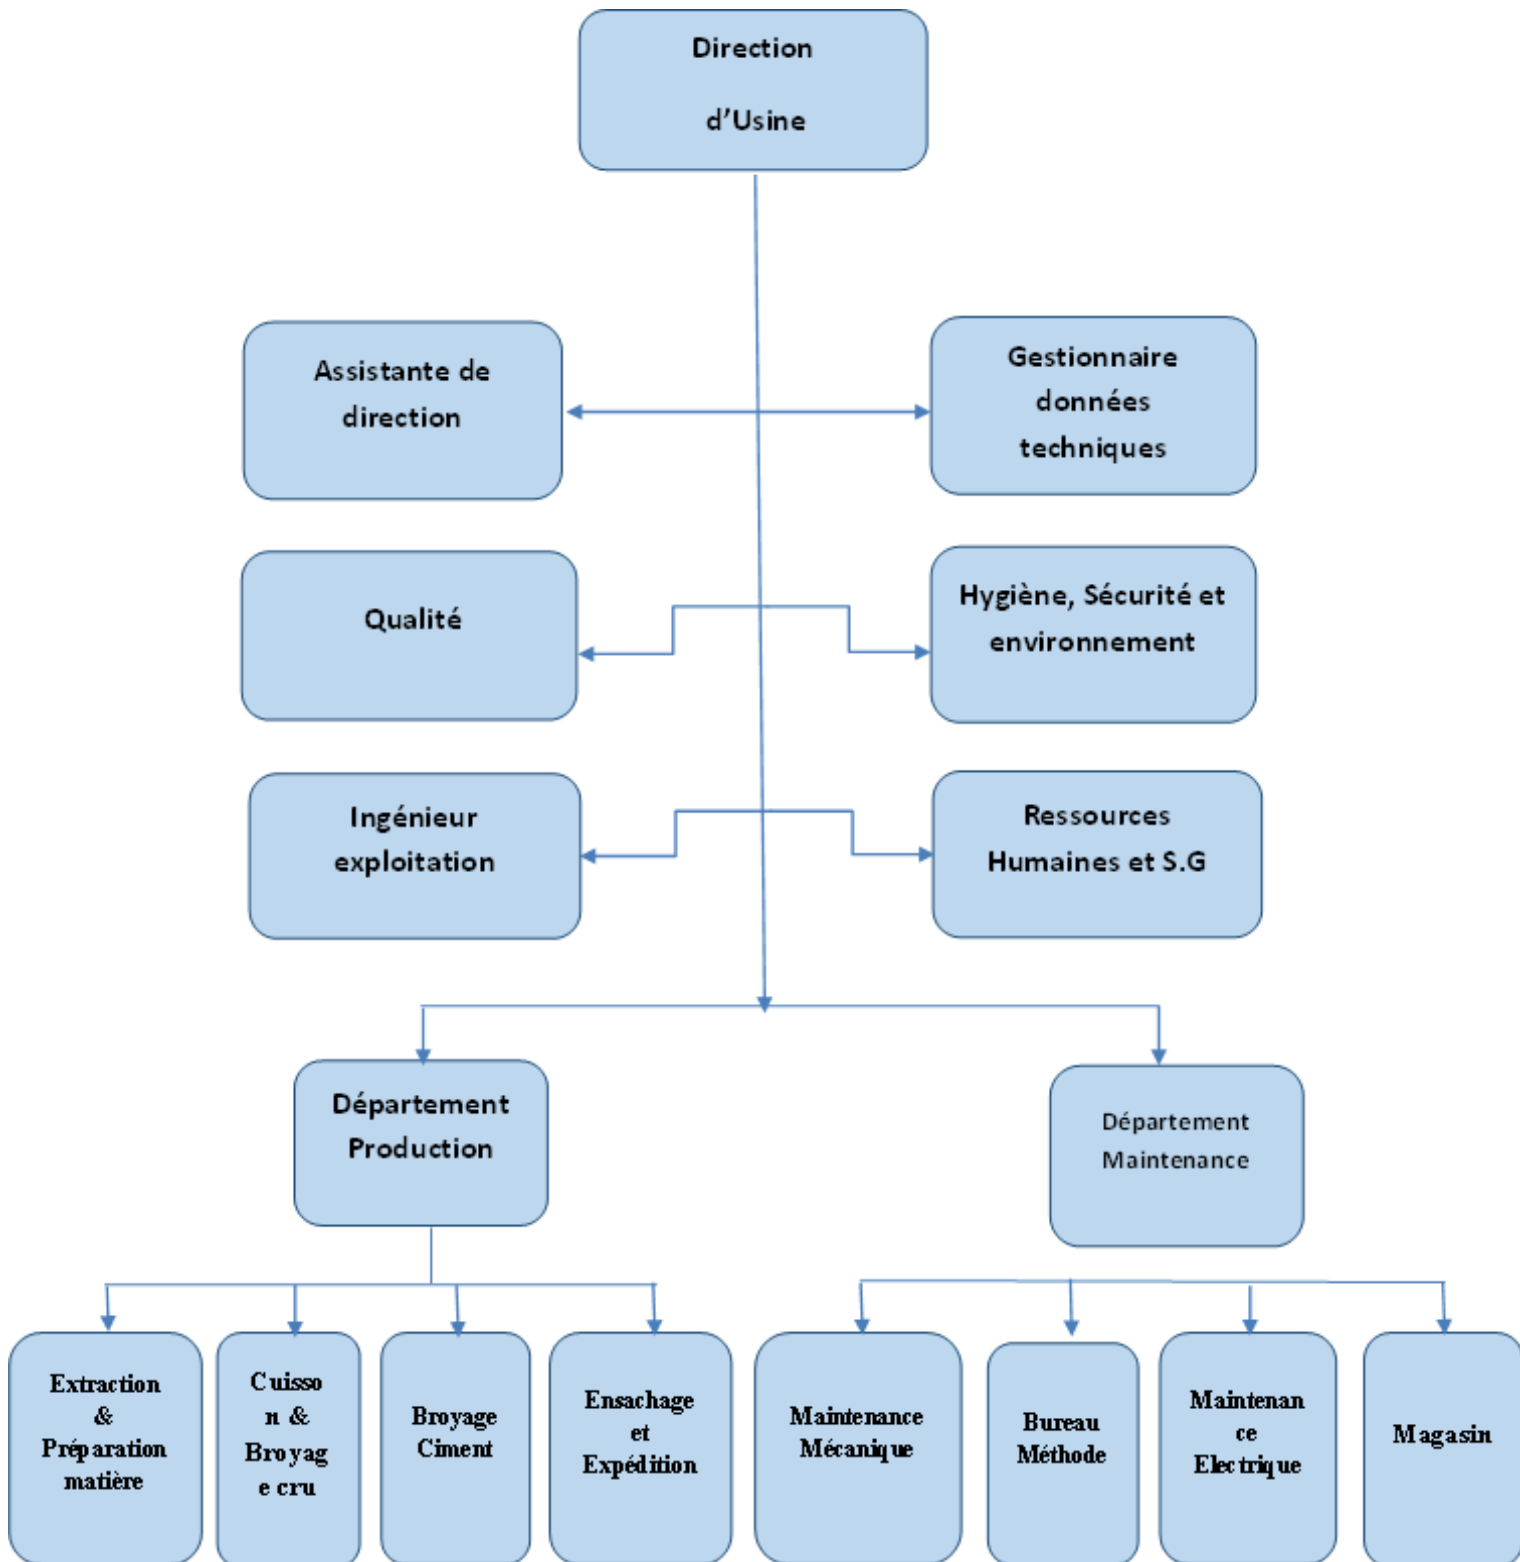 Direction
d’Usine
Assistante de
direction
Gestionnaire
données
techniques
Qualité
Hygiène, Sécurité et
environnement
Ingénieur
exploitation
Ressources
Humaines et S.G
Département
Production
Département
Maintenance
Extraction
&
Préparation
matière
Cuisso
n &
Broyag
e cru
Broyage
Ciment
Ensachage
et
Expédition
Maintenance
Mécanique
Bureau
Méthode
Maintenan
ce
Electrique
Magasin